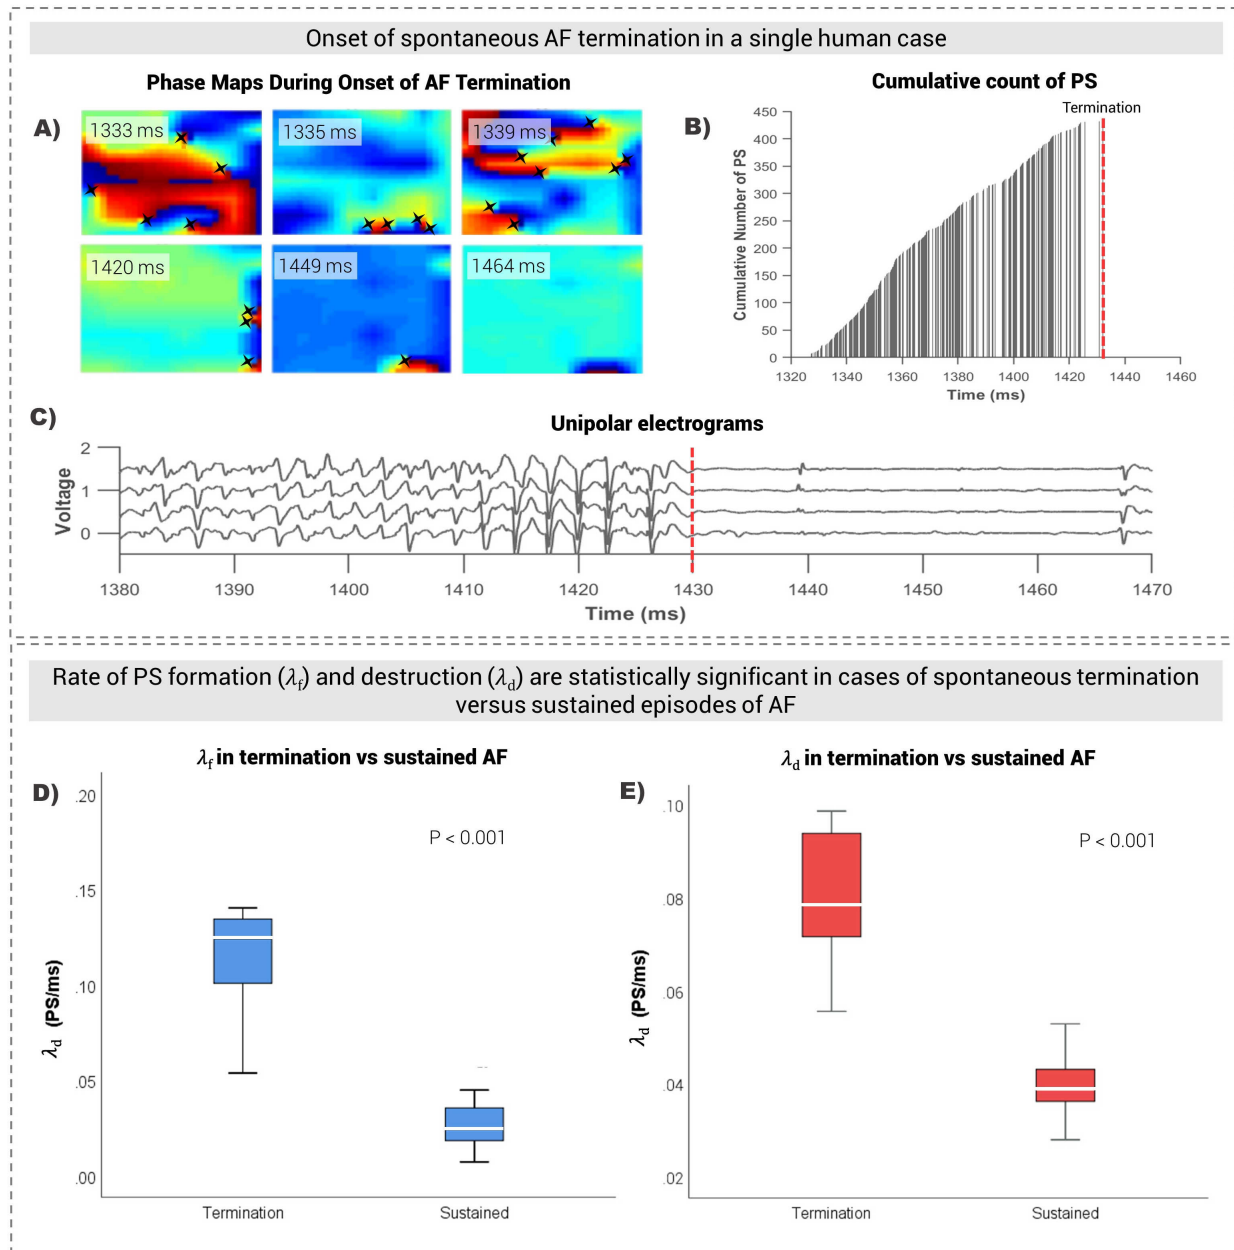 Onset of spontaneous AF termination in a single human case
Phase Maps During Onset of AF Termination
A)
1333 ms
1335 ms
1339 ms
1420 ms
1449 ms
1464 ms
Cumulative count of PS
B)
Termination
Cumulative Number of PS
450
400
350
300
250
200
150
100
50
0
1320 1340 1360 1380 1400 1420 1440 1460
Time (ms)
C)
Unipolar electrograms
Voltage
2
1
0
1380 1390 1400 1410 1420 1430 1440 1450 1460 1470
Time (ms)
Rate of PS formation (λf) and destruction (λd) are statistically significant in cases of spontaneous termination
versus sustained episodes of AF
λf in termination vs sustained AF
D)
P < 0.001
λd (PS/ms)
.20
.15
.10
.05
.00
Termination Sustained
λd in termination vs sustained AF
E)
P < 0.001
λd (PS/ms)
.10
.08
.06
.04
.02
Termination Sustained